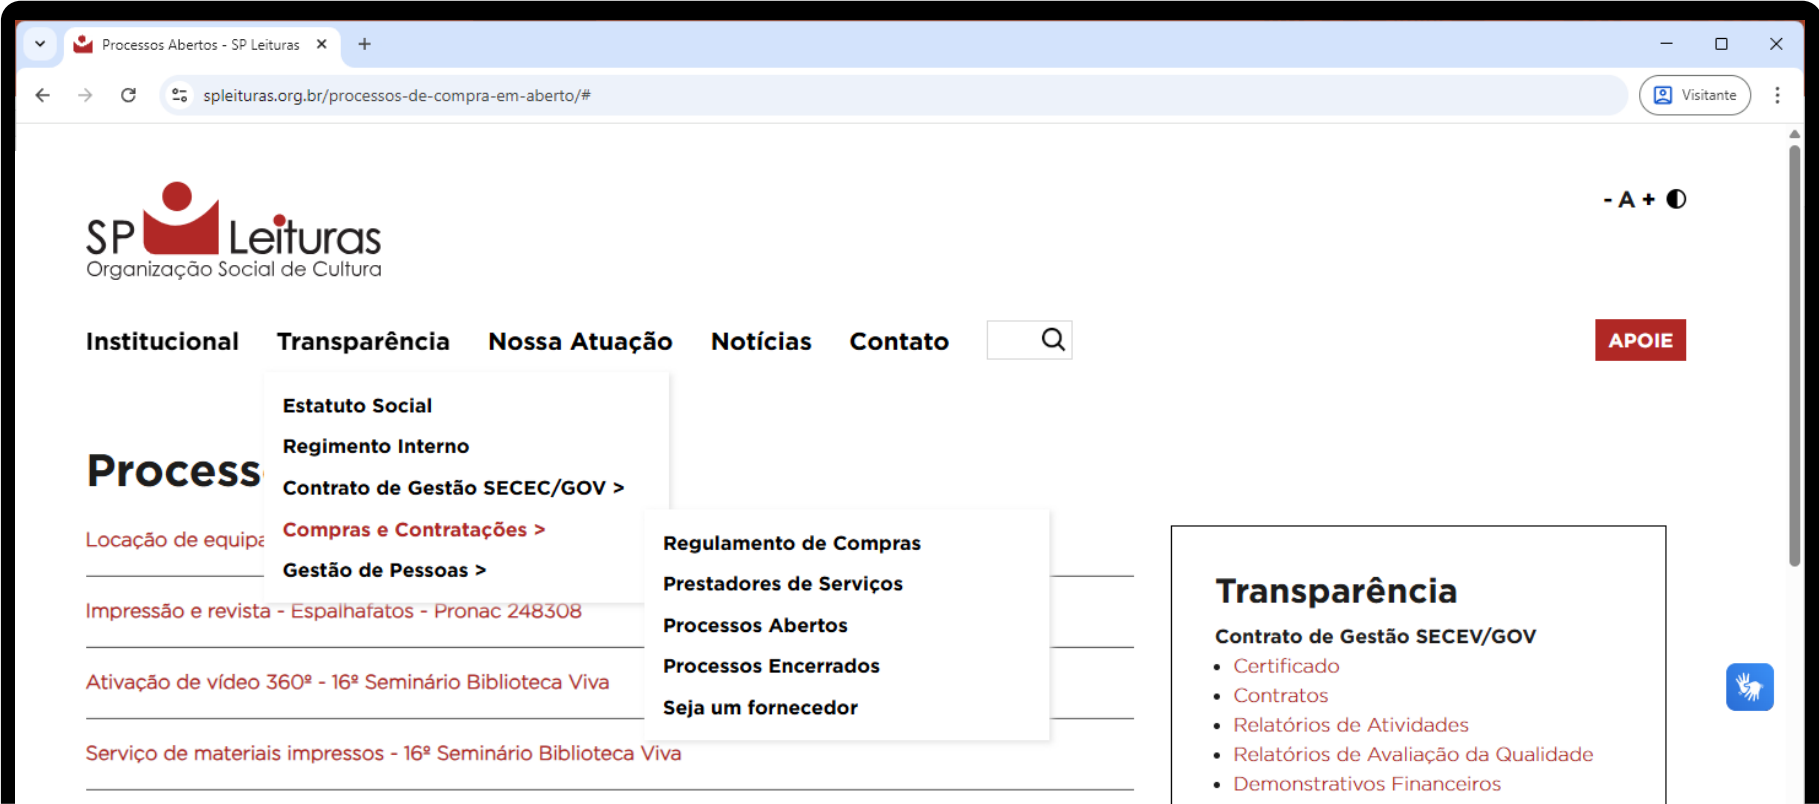 Processos Abertos - SP Leituras
spleituras.org.br/processos-de-compra-em-aberto/#
Visitante
- A +
SP Leituras
Organização Social de Cultura
Institucional Transparência Nossa Atuação Notícias Contato
APOIE
Estatuto Social
Regimento Interno
Contrato de Gestão SECEC/GOV >
Compras e Contratações >
Gestão de Pessoas >
Regulamento de Compras
Prestadores de Serviços
Processos Abertos
Processos Encerrados
Seja um fornecedor
Process
Locação de equipa
Impressão e revista - Espalhafatos - Pronac 248308
Ativação de vídeo 360º - 16º Seminário Biblioteca Viva
Serviço de materiais impressos - 16º Seminário Biblioteca Viva
Transparência
Contrato de Gestão SECEV/GOV
• Certificado
• Contratos
• Relatórios de Atividades
• Relatórios de Avaliação da Qualidade
• Demonstrativos Financeiros